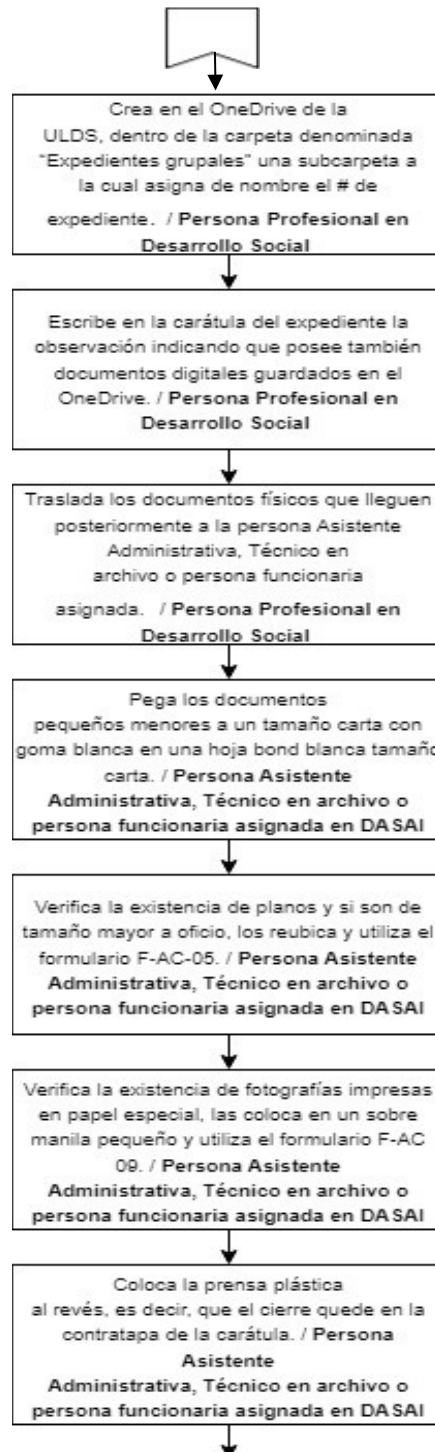 Crea en el OneDrive de la
ULDS, dentro de la carpeta denominada
"Expedientes grupales" una subcarpeta a
la cual asigna de nombre el # de
expediente. / Persona Profesional en
Desarrollo Social
Escribe en la carátula del expediente la
observación indicando que posee también
documentos digitales guardados en el
OneDrive. / Persona Profesional en
Desarrollo Social
Traslada los documentos físicos que lleguen
posteriormente a la persona Asistente
Administrativa, Técnico en
archivo o persona funcionaria
asignada. / Persona Profesional en
Desarrollo Social
Pega los documentos
pequeños menores a un tamaño carta con
goma blanca en una hoja bond blanca tamaño
carta. / Persona Asistente
Administrativa, Técnico en archivo o
persona funcionaria asignada en DASAI
Verifica la existencia de planos y si son de
tamaño mayor a oficio, los reubica y utiliza el
formulario F-AC-05. / Persona Asistente
Administrativa, Técnico en archivo o
persona funcionaria asignada en DASAI
Verifica la existencia de fotografías impresas
en papel especial, las coloca en un sobre
manila pequeño y utiliza el formulario F-AC
09. / Persona Asistente
Administrativa, Técnico en archivo o
persona funcionaria asignada en DASAI
Coloca la prensa plástica
al revés, es decir, que el cierre quede en la
contratapa de la carátula. / Persona
Asistente
Administrativa, Técnico en archivo o
persona funcionaria asignada en DASAI